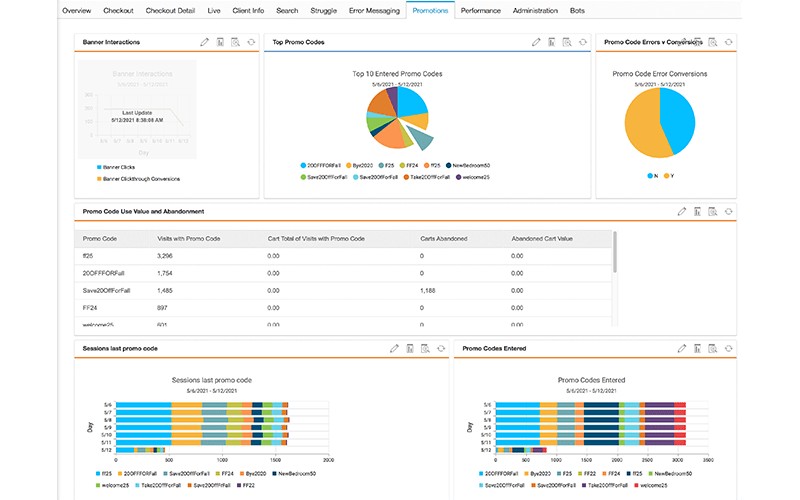 Overview Checkout Checkout Detail Live Client Info Search Struggle Error Messaging Promotions Performance Administration Bots
Banner Interactions
Banner Interactions
5/6/2021 - 5/11/2021
Last Update
5/12/2021 8:38:08 AM
Day
Banner Clicks
Banner Clickthrough Conversions
Top Promo Codes
Top 10 Entered Promo Codes
5/6/2021 - 5/12/2021
20OFFFORFall Bye2020 F25 FF24 ff25 NewBedroom50
Save20OffForFall Save20OffForFall Take20OffForFall welcome25
Promo Code Errors v Conversions
Promo Code Error Conversions
5/6/2021 - 5/12/2021
N Y
Promo Code Use Value and Abandonment
Promo Code Visits with Promo Code Cart Total of Visits with Promo Code Carts Abandoned Abandoned Cart Value
ff25 3,296 0.00 0 0.00
20OFFFORFall 1,754 0.00 0 0.00
Save20OffForFall 1,485 0.00 1,188 0.00
FF24 897 0.00 0 0.00
welcome25 601 0.00 0 0.00
Sessions last promo code
Sessions last promo code
5/6/2021 - 5/12/2021
Day
5/6
5/7
5/8
5/9
5/10
5/11
5/12
0 500 1000 1500 2000
ff25 20OFFFORFall Save20OffForFall FF24 Bye2020 NewBedroom50
welcome25 Take20OffForFall Save20OffForFall FF22
Promo Codes Entered
Promo Codes Entered
5/6/2021 - 5/12/2021
Day
5/6
5/7
5/8
5/9
5/10
5/11
5/12
0 500 1000 1500 2000 2500 3000 3500
20OFFFORFall Bye2020 F25 FF22 FF24 ff25 NewBedroom50
Save20OffForFall Save20OffForFall Take20OffForFall welcome25